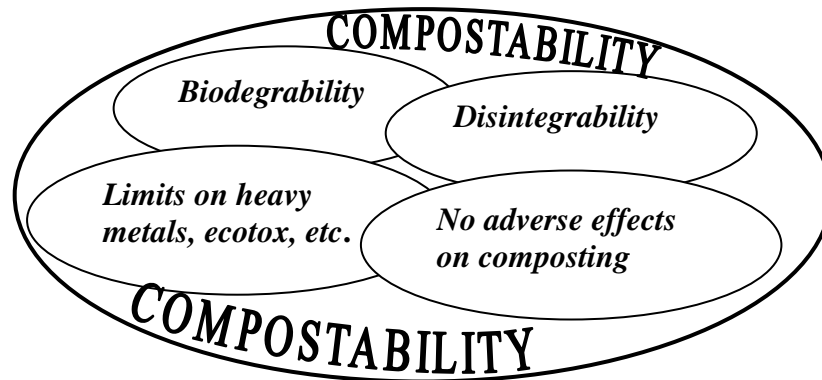 COMPOSTABILITY
Biodegrability
Disintegrability
Limits on heavy
metals, ecotox, etc.
No adverse effects
on composting
COMPOSTABILITY